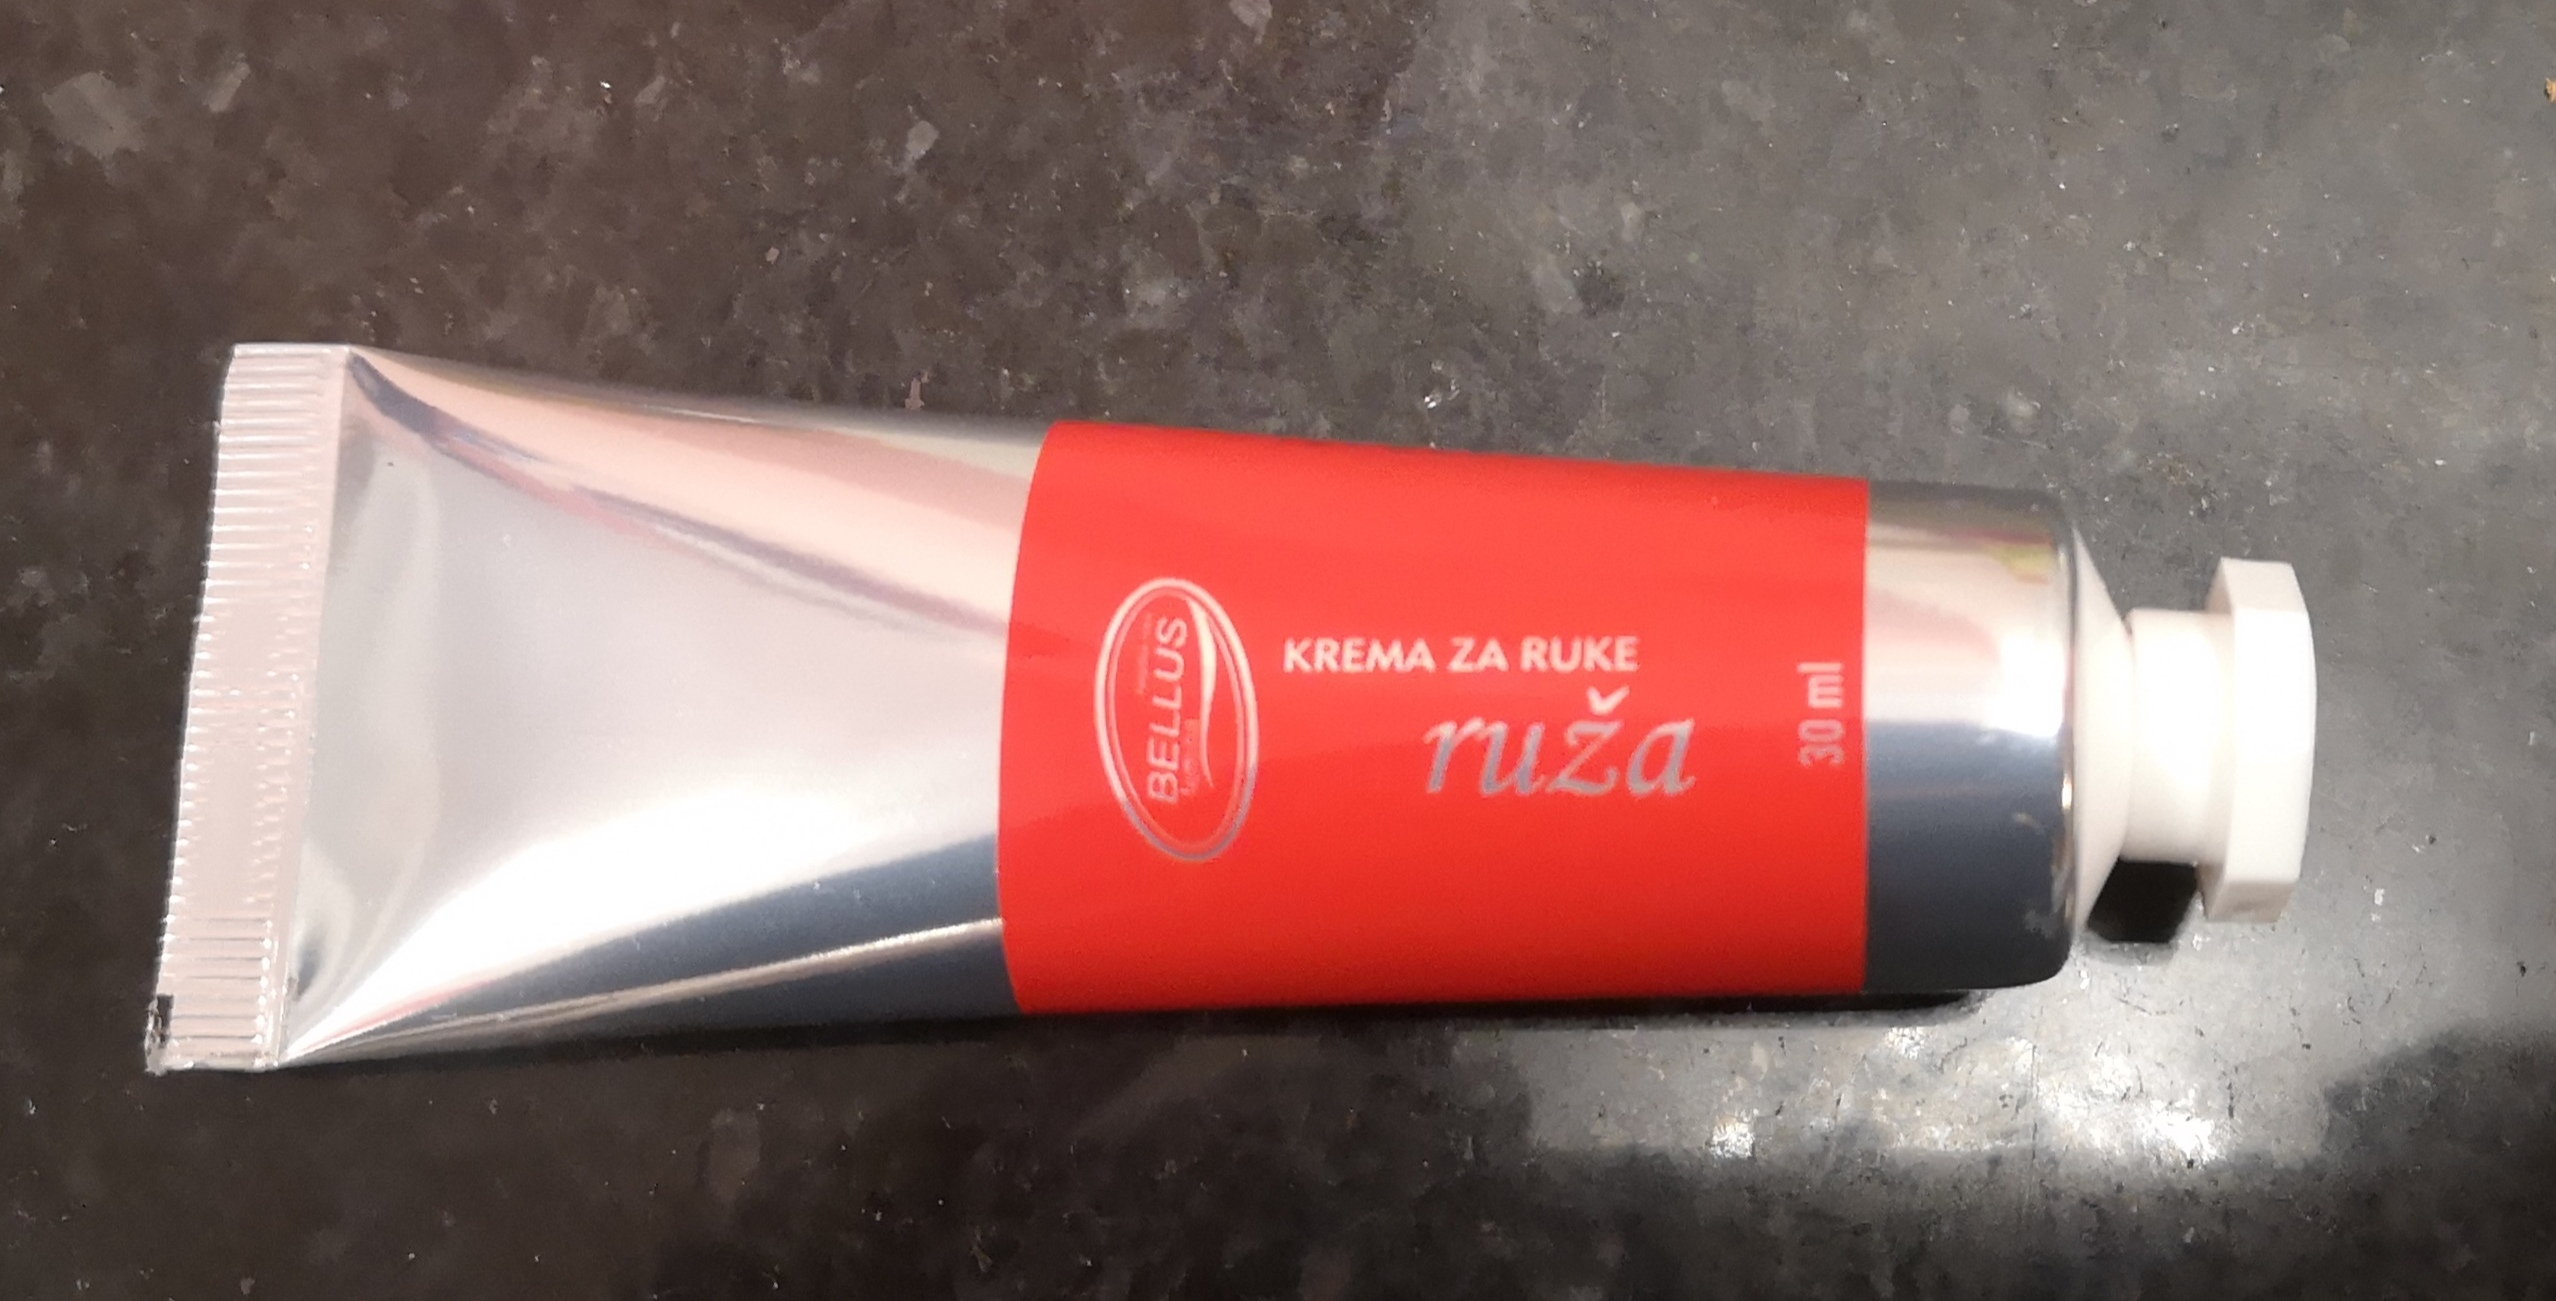 BELLUS
KREMA ZA RUKE
ruža
30 ml